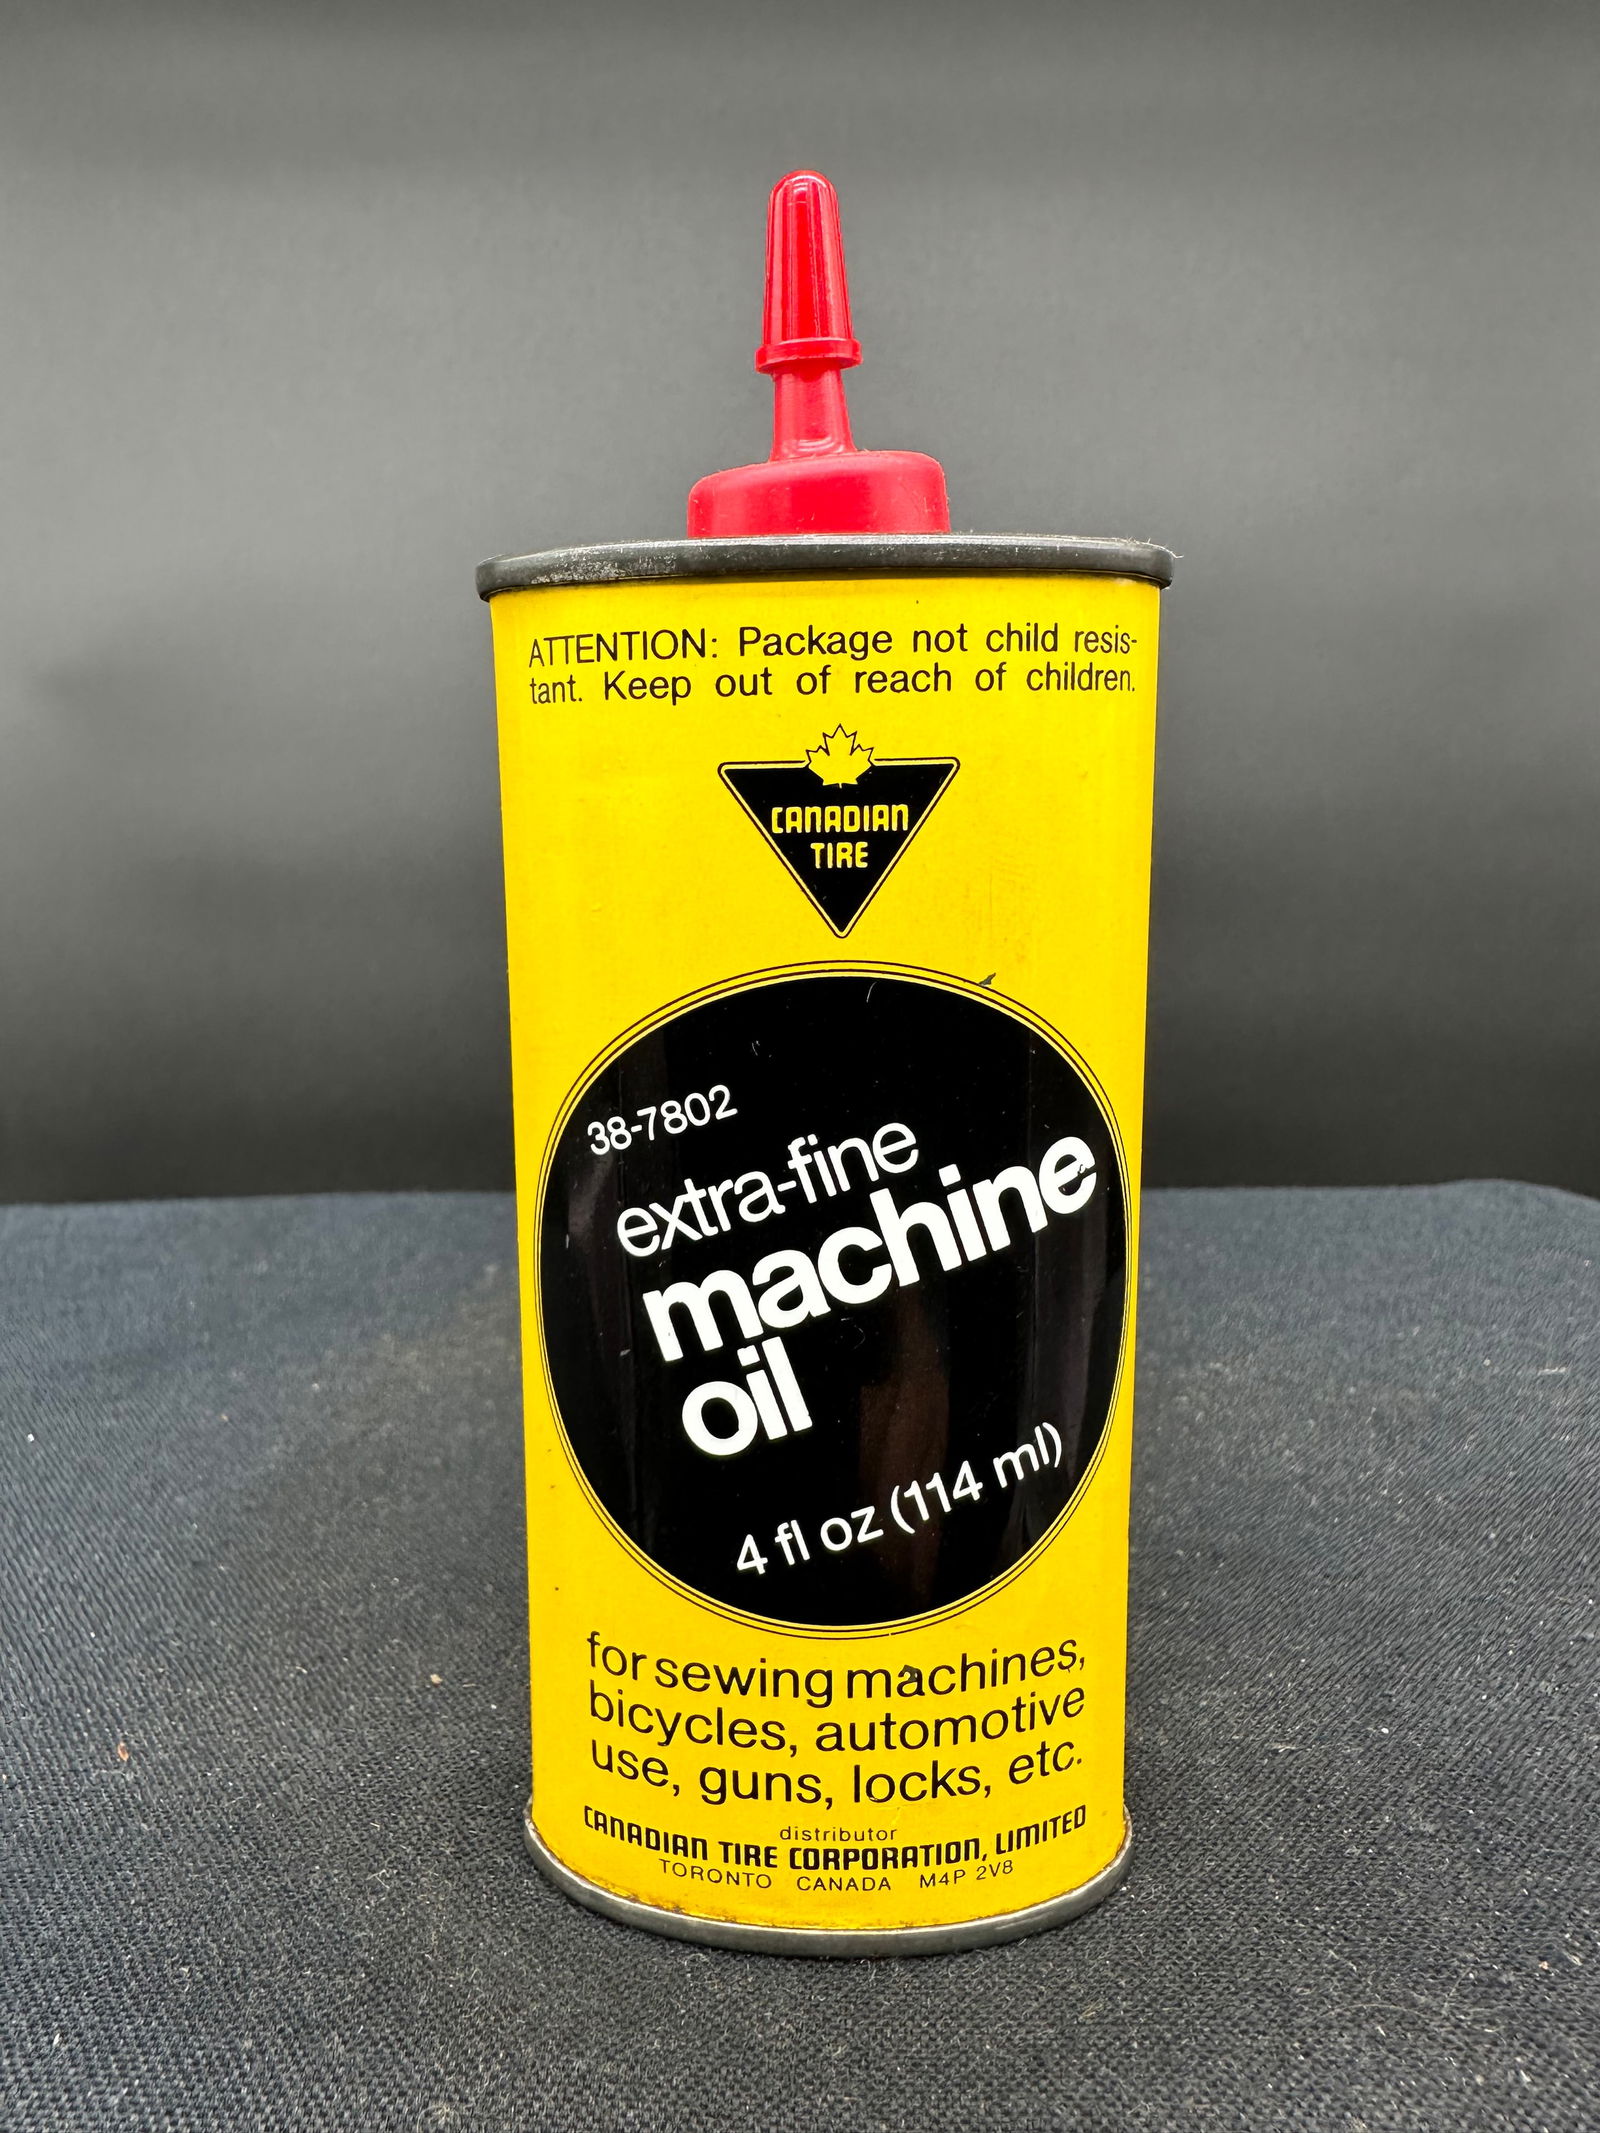 ATTENTION: Package not child resis-
tant. Keep out of reach of children.
CANADIAN
TIRE
38-7802
extra-fine
machine
oil
4 fl oz (114 ml)
for sewing machines,
bicycles, automotive
use, guns, locks, etc.
distributor
CANADIAN TIRE CORPORATION, LIMITED
TORONTO CANADA M4P 2V8